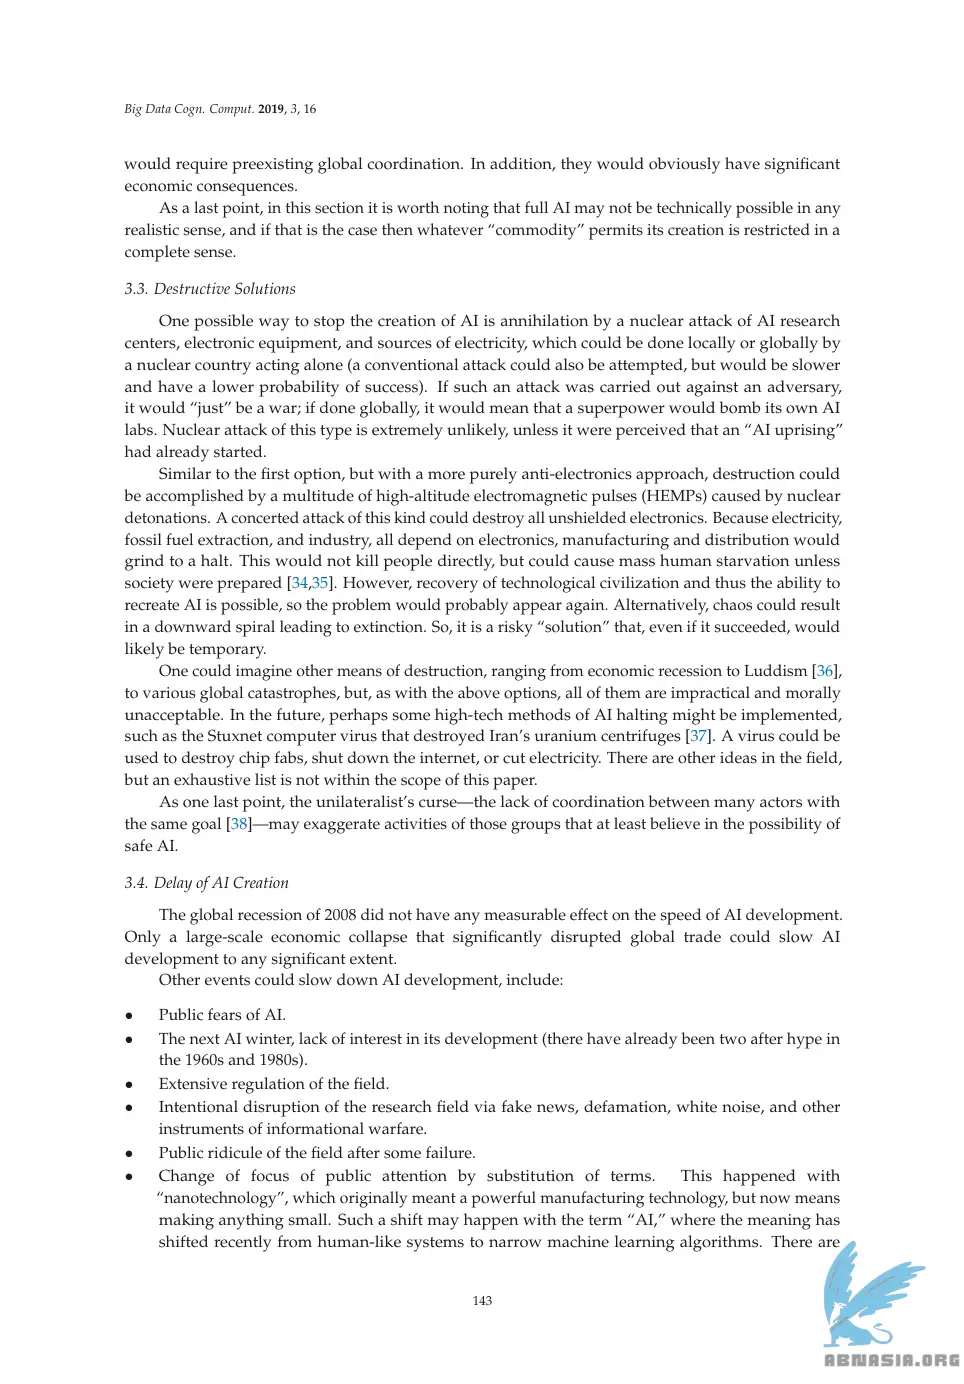 Big Data Cogn. Comput. 2019, 3, 16
would require preexisting global coordination. In addition, they would obviously have significant
economic consequences.
As a last point, in this section it is worth noting that full AI may not be technically possible in any
realistic sense, and if that is the case then whatever “commodity” permits its creation is restricted in a
complete sense.
3.3. Destructive Solutions
One possible way to stop the creation of AI is annihilation by a nuclear attack of AI research
centers, electronic equipment, and sources of electricity, which could be done locally or globally by
a nuclear country acting alone (a conventional attack could also be attempted, but would be slower
and have a lower probability of success). If such an attack was carried out against an adversary,
it would “just” be a war; if done globally, it would mean that a superpower would bomb its own AI
labs. Nuclear attack of this type is extremely unlikely, unless it were perceived that an “AI uprising”
had already started.
Similar to the first option, but with a more purely anti-electronics approach, destruction could
be accomplished by a multitude of high-altitude electromagnetic pulses (HEMPs) caused by nuclear
detonations. A concerted attack of this kind could destroy all unshielded electronics. Because electricity,
fossil fuel extraction, and industry, all depend on electronics, manufacturing and distribution would
grind to a halt. This would not kill people directly, but could cause mass human starvation unless
society were prepared [34,35]. However, recovery of technological civilization and thus the ability to
recreate AI is possible, so the problem would probably appear again. Alternatively, chaos could result
in a downward spiral leading to extinction. So, it is a risky “solution” that, even if it succeeded, would
likely be temporary.
One could imagine other means of destruction, ranging from economic recession to Luddism [36],
to various global catastrophes, but, as with the above options, all of them are impractical and morally
unacceptable. In the future, perhaps some high-tech methods of AI halting might be implemented,
such as the Stuxnet computer virus that destroyed Iran’s uranium centrifuges [37]. A virus could be
used to destroy chip fabs, shut down the internet, or cut electricity. There are other ideas in the field,
but an exhaustive list is not within the scope of this paper.
As one last point, the unilateralist’s curse—the lack of coordination between many actors with
the same goal [38]—may exaggerate activities of those groups that at least believe in the possibility of
safe AI.
3.4. Delay of AI Creation
The global recession of 2008 did not have any measurable effect on the speed of AI development.
Only a large-scale economic collapse that significantly disrupted global trade could slow AI
development to any significant extent.
Other events could slow down AI development, include:
• Public fears of AI.
• The next AI winter, lack of interest in its development (there have already been two after hype in
the 1960s and 1980s).
• Extensive regulation of the field.
• Intentional disruption of the research field via fake news, defamation, white noise, and other
instruments of informational warfare.
• Public ridicule of the field after some failure.
• Change of focus of public attention by substitution of terms. This happened with
“nanotechnology”, which originally meant a powerful manufacturing technology, but now means
making anything small. Such a shift may happen with the term “AI,” where the meaning has
shifted recently from human-like systems to narrow machine learning algorithms. There are
143
ABNASIA.ORG